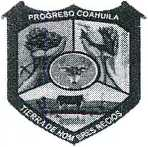 PROGRESO COAHUILA
TIERRA DE HOMBRES RECIOS